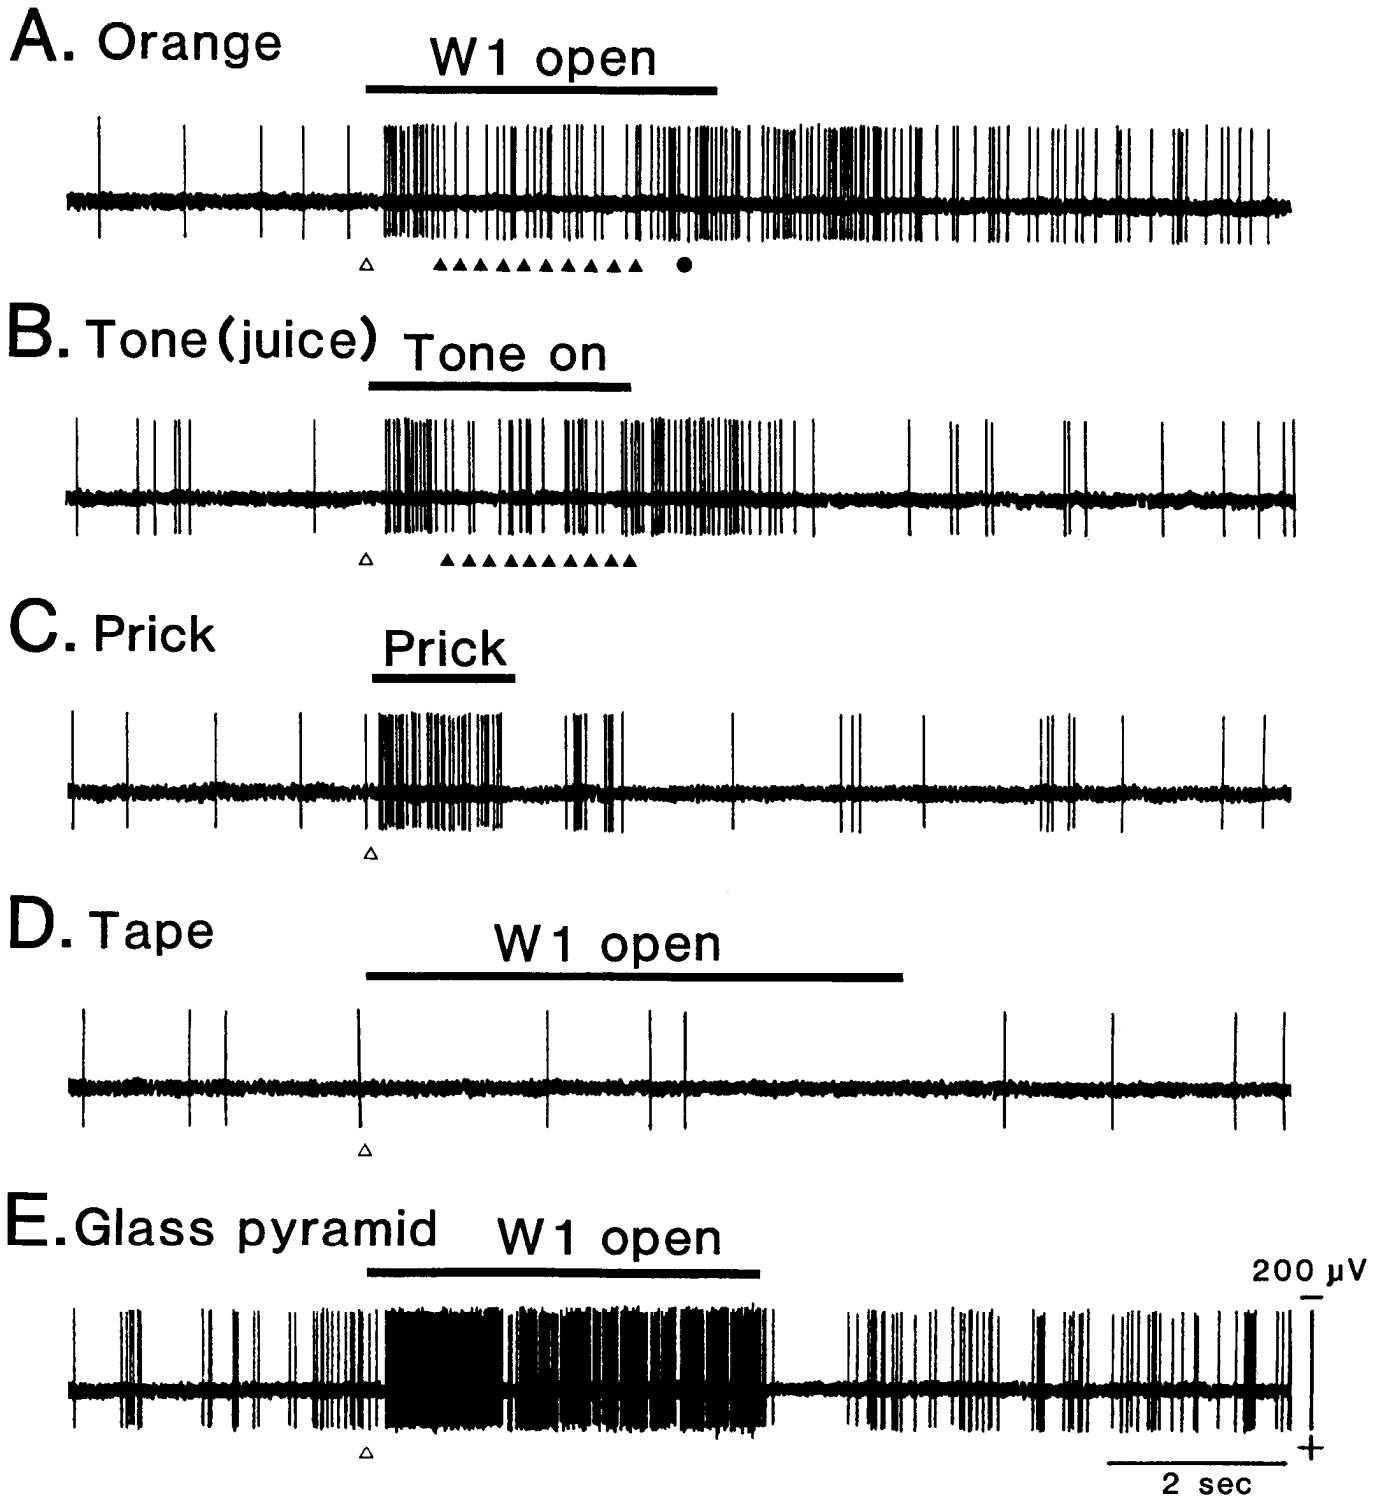 A. Orange
W1 open
B. Tone (juice)
Tone on
C. Prick
Prick
D. Tape
W1 open
E. Glass pyramid
W1 open
200 μV
−
+
2 sec